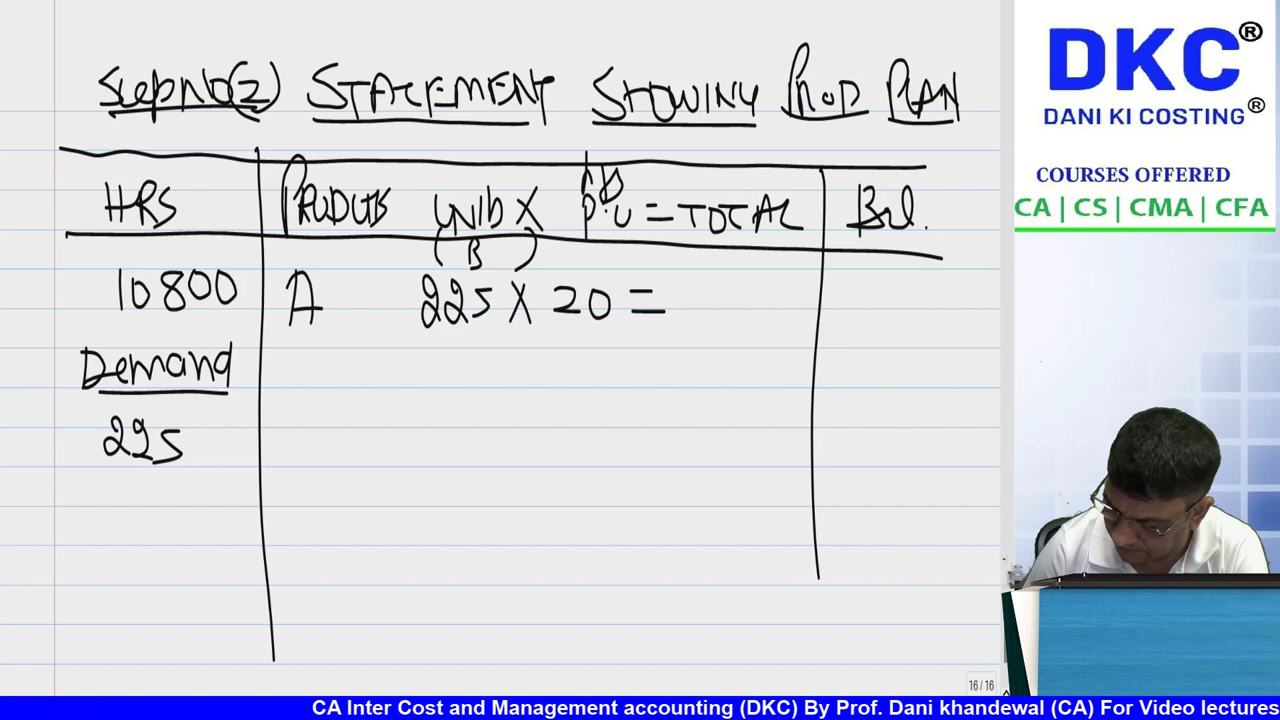 Step no (2) STATEMENT SHOWING PROD PLAN
HRS PRODUCTS UNITS X HRS P.U = TOTAL Bal.
(B)
10800 A 225 X 20 =
Demand
225
16/16
DKC®
DANI KI COSTING®
COURSES OFFERED
CA | CS | CMA | CFA
CA Inter Cost and Management accounting (DKC) By Prof. Dani khandewal (CA) For Video lectures